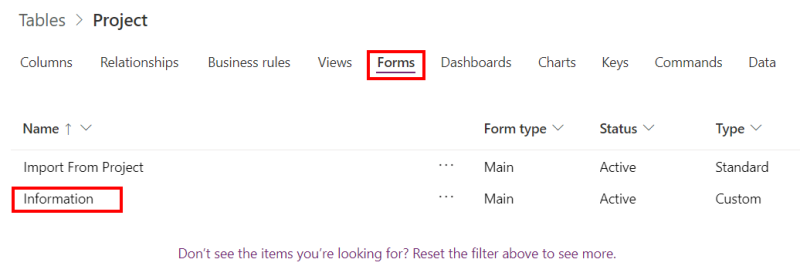 Tables > Project
Columns Relationships Business rules Views Forms Dashboards Charts Keys Commands Data
Name ↑ Form type Status Type
Import From Project ··· Main Active Standard
Information ··· Main Active Custom
Don't see the items you're looking for? Reset the filter above to see more.